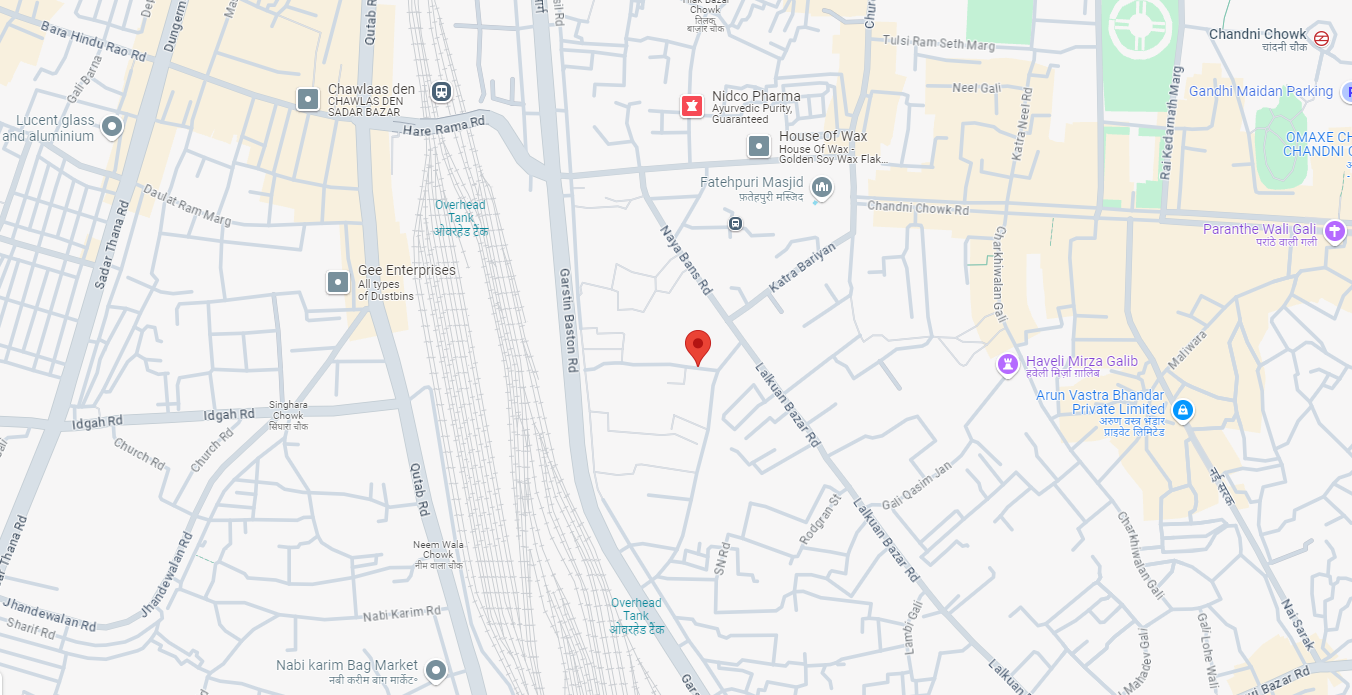 Bara Hindu Rao Rd
Gali Barna
Qutab Rd
Chowk
तिलक
बाजार चौक
Tulsi Ram Seth Marg
Chandni Chowk
चांदनी चौक
Chawlaas den
CHAWLAS DEN
SADAR BAZAR
Nidco Pharma
Ayurvedic Purity,
Guaranteed
Neel Gali
Katra Neel Rd
Rai Kedarnath Marg
Gandhi Maidan Parking
Lucent glass
and aluminium
Hare Rama Rd
House Of Wax
House Of Wax -
Golden Soy Wax Flak...
OMAXE CH
CHANDNI C
Daulat Ram Marg
Fatehpuri Masjid
फ़तेहपुरी मस्जिद
Overhead
Tank
ओवरहेड टैंक
Chandni Chowk Rd
Paranthe Wali Gali
पराठे वाली गली
Sadar Thana Rd
Naya Bans Rd
Katra Bariyan
Charkhiwalan Gali
Gee Enterprises
All types
of Dustbins
Garstin Baston Rd
Maliwara
Haveli Mirza Galib
हवेली मिर्ज़ा ग़ालिब
Lalkuan Bazar Rd
Arun Vastra Bhandar
Private Limited
अरुण वस्त्र भंडार
प्राइवेट लिमिटेड
Idgah Rd
Idgah Rd
Singhara
Chowk
सिंघारा चौक
Church Rd
Church Rd
Qutab Rd
Gali Qasim Jan
नई सड़क
Rodgran St
Lalkuan Bazar Rd
Charkhiwalan Gali
Neem Wala
Chowk
नीम वाला चौक
SN Rd
Jhandewalan Rd
Jhandewalan Rd
Sharif Rd
Nabi Karim Rd
Overhead
Tank
ओवरहेड टैंक
Lambi Gali
Gali Lohe Wali
Nai Sarak
Nabi karim Bag Market
नबी करीम बाग मार्केट
Mahadev Gali
Lalkuan
Bazar Rd